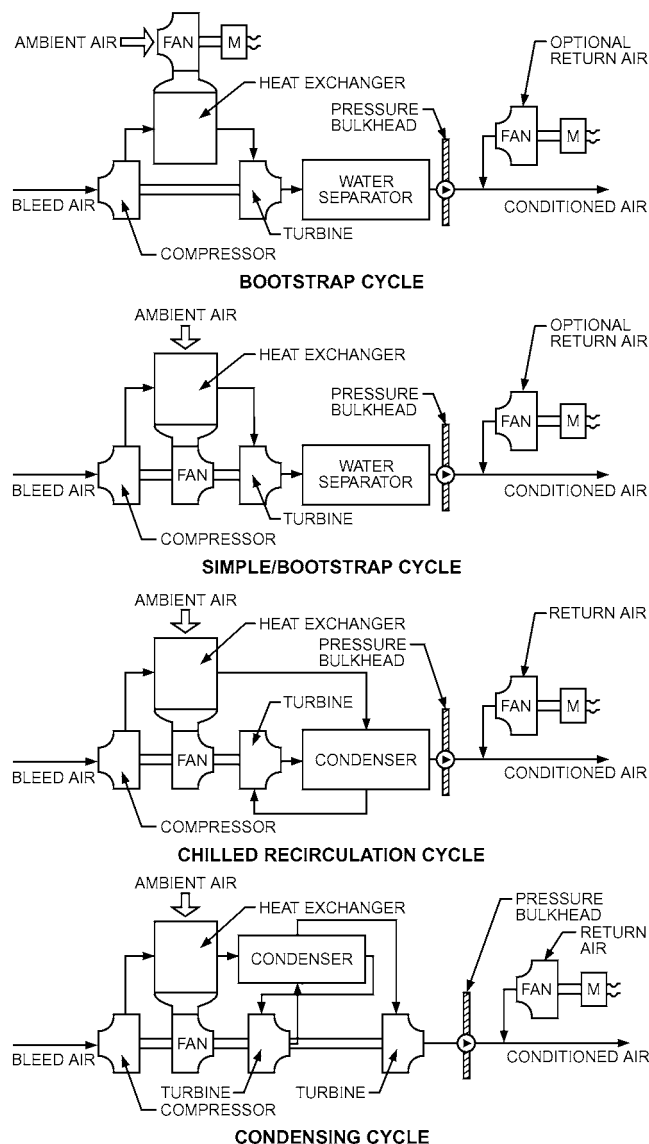 AMBIENT AIR
FAN
M
OPTIONAL
RETURN AIR
HEAT EXCHANGER
PRESSURE
BULKHEAD
FAN
M
BLEED AIR
WATER
SEPARATOR
CONDITIONED AIR
TURBINE
COMPRESSOR
BOOTSTRAP CYCLE
AMBIENT AIR
OPTIONAL
RETURN AIR
HEAT EXCHANGER
PRESSURE
BULKHEAD
FAN
M
BLEED AIR
FAN
WATER
SEPARATOR
CONDITIONED AIR
TURBINE
COMPRESSOR
SIMPLE/BOOTSTRAP CYCLE
AMBIENT AIR
RETURN AIR
HEAT EXCHANGER
PRESSURE
BULKHEAD
TURBINE
FAN
M
BLEED AIR
FAN
CONDENSER
CONDITIONED AIR
COMPRESSOR
CHILLED RECIRCULATION CYCLE
AMBIENT AIR
HEAT EXCHANGER
PRESSURE
BULKHEAD
RETURN
AIR
CONDENSER
FAN
M
BLEED AIR
FAN
CONDITIONED AIR
TURBINE
TURBINE
COMPRESSOR
CONDENSING CYCLE